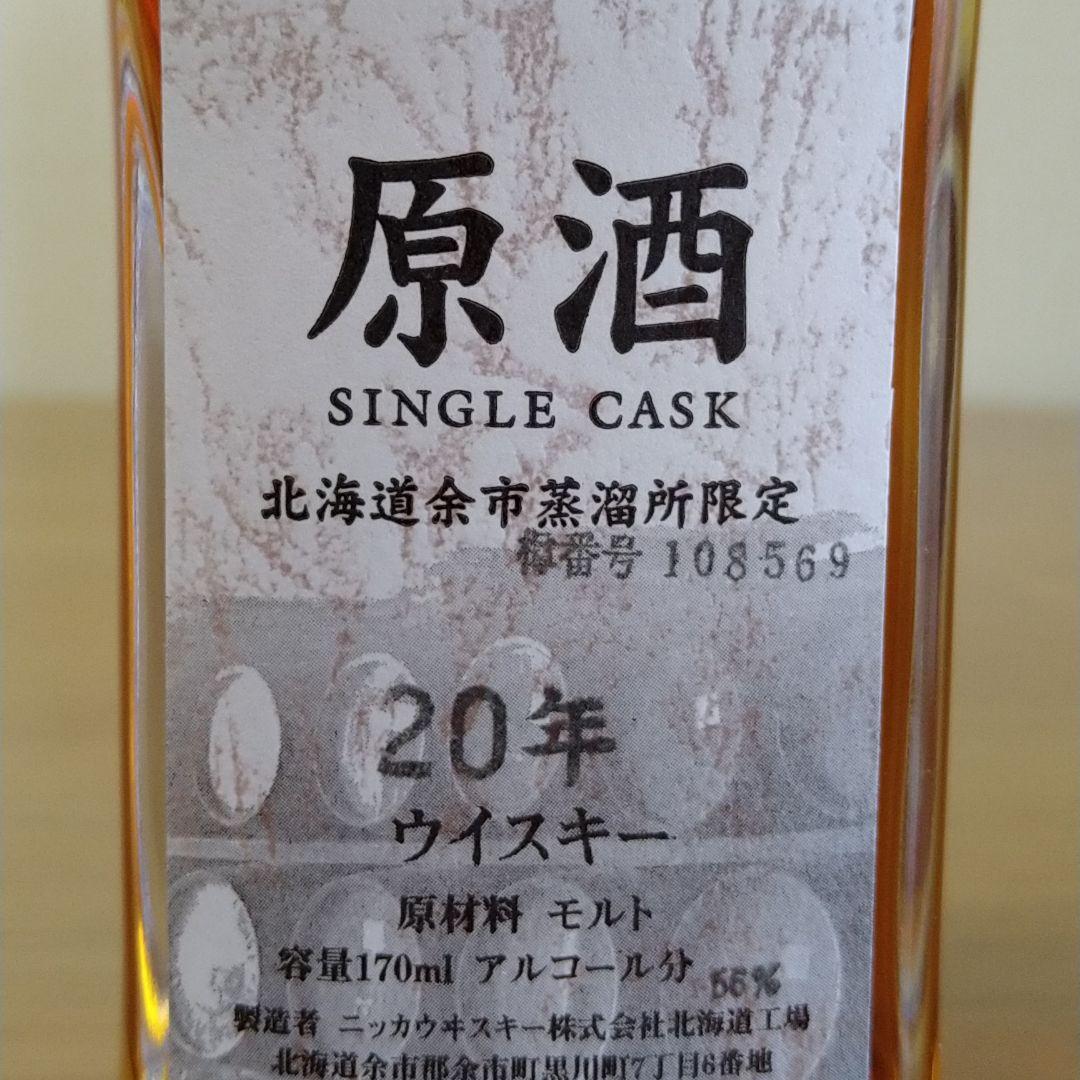 原酒
SINGLE CASK
北海道余市蒸溜所限定
樽番号 108569
20年
ウイスキー
原材料 モルト
容量170ml アルコール分 55%
製造者 ニッカウヰスキー株式会社北海道工場
北海道余市郡余市町黒川町7丁目6番地